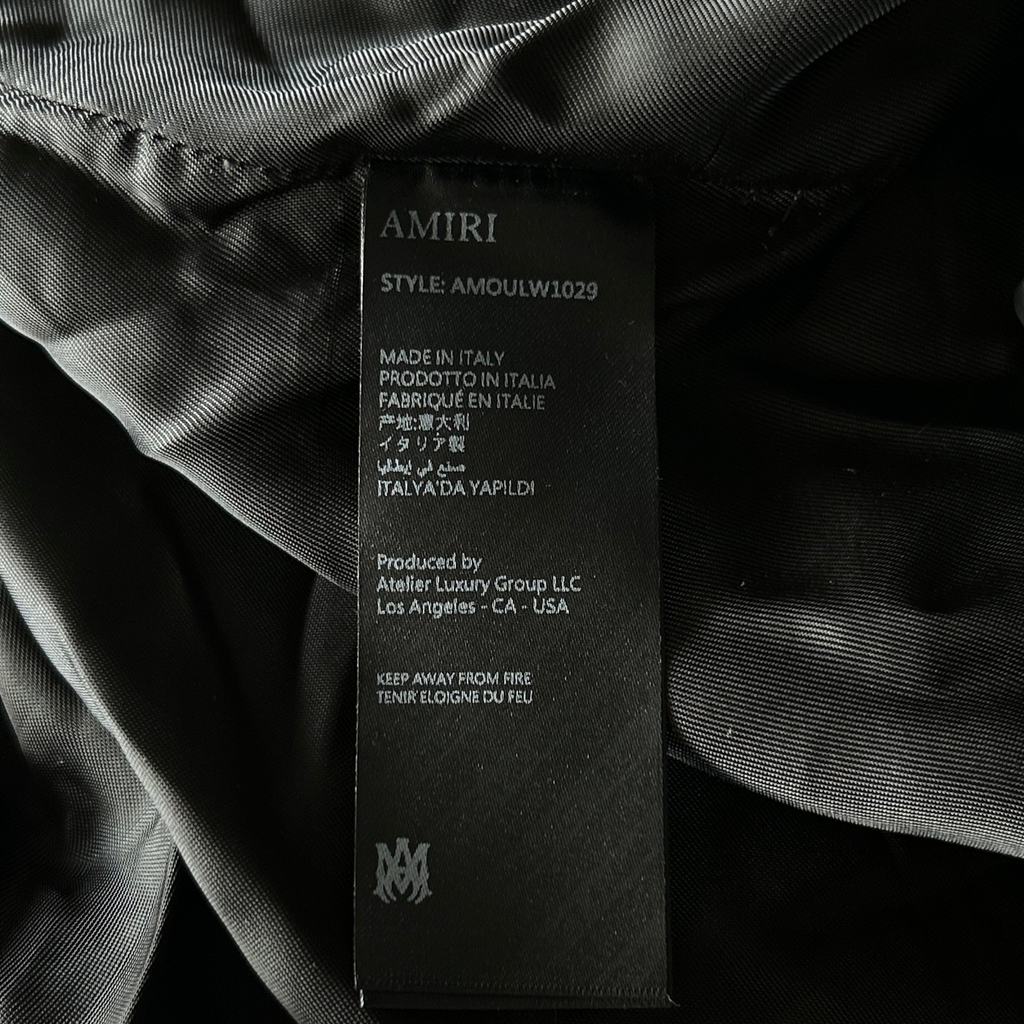 AMIRI
STYLE: AMOULW1029
MADE IN ITALY
PRODOTTO IN ITALIA
FABRIQUÉ EN ITALIE
产地:意大利
イタリア製
صنع في إيطاليا
ITALYA'DA YAPILDI
Produced by
Atelier Luxury Group LLC
Los Angeles - CA - USA
KEEP AWAY FROM FIRE
TENIR ELOIGNE DU FEU